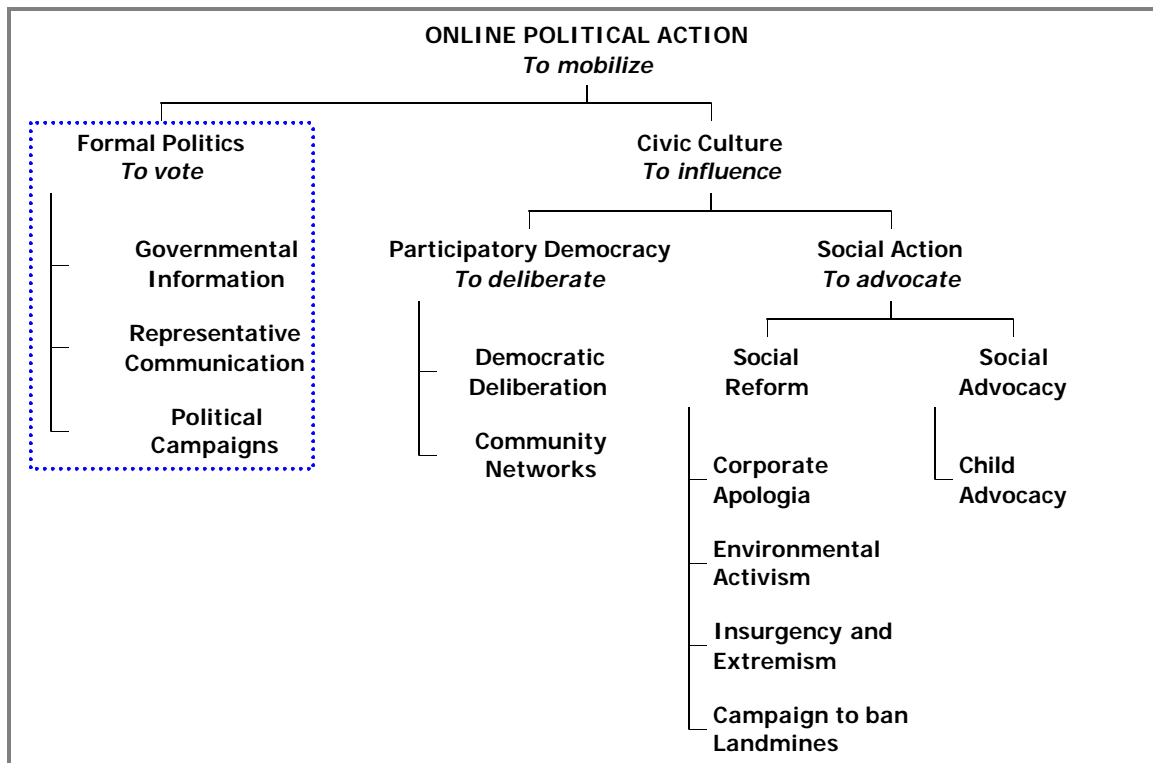 ONLINE POLITICAL ACTION
To mobilize
Formal Politics
To vote
Governmental
Information
Representative
Communication
Political
Campaigns
Civic Culture
To influence
Participatory Democracy
To deliberate
Democratic
Deliberation
Community
Networks
Social Action
To advocate
Social
Reform
Corporate
Apologia
Environmental
Activism
Insurgency and
Extremism
Campaign to ban
Landmines
Social
Advocacy
Child
Advocacy